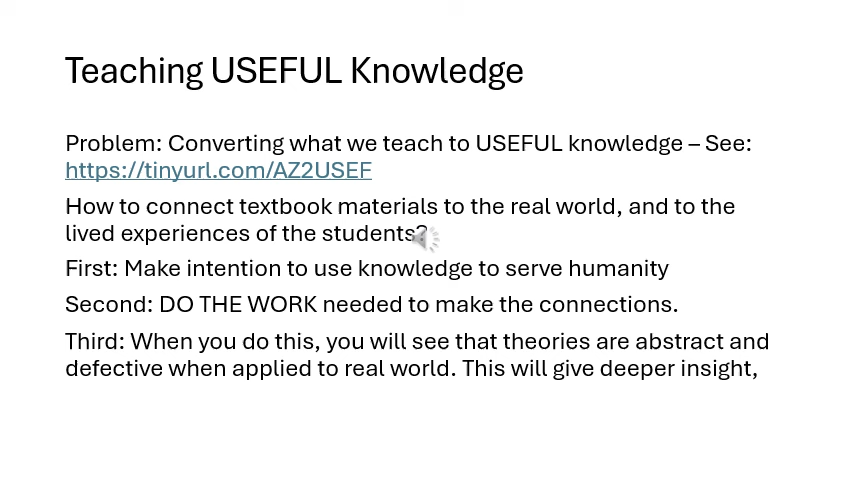 Teaching USEFUL Knowledge
Problem: Converting what we teach to USEFUL knowledge – See:
https://tinyurl.com/AZ2USEF
How to connect textbook materials to the real world, and to the
lived experiences of the students?
First: Make intention to use knowledge to serve humanity
Second: DO THE WORK needed to make the connections.
Third: When you do this, you will see that theories are abstract and
defective when applied to real world. This will give deeper insight,